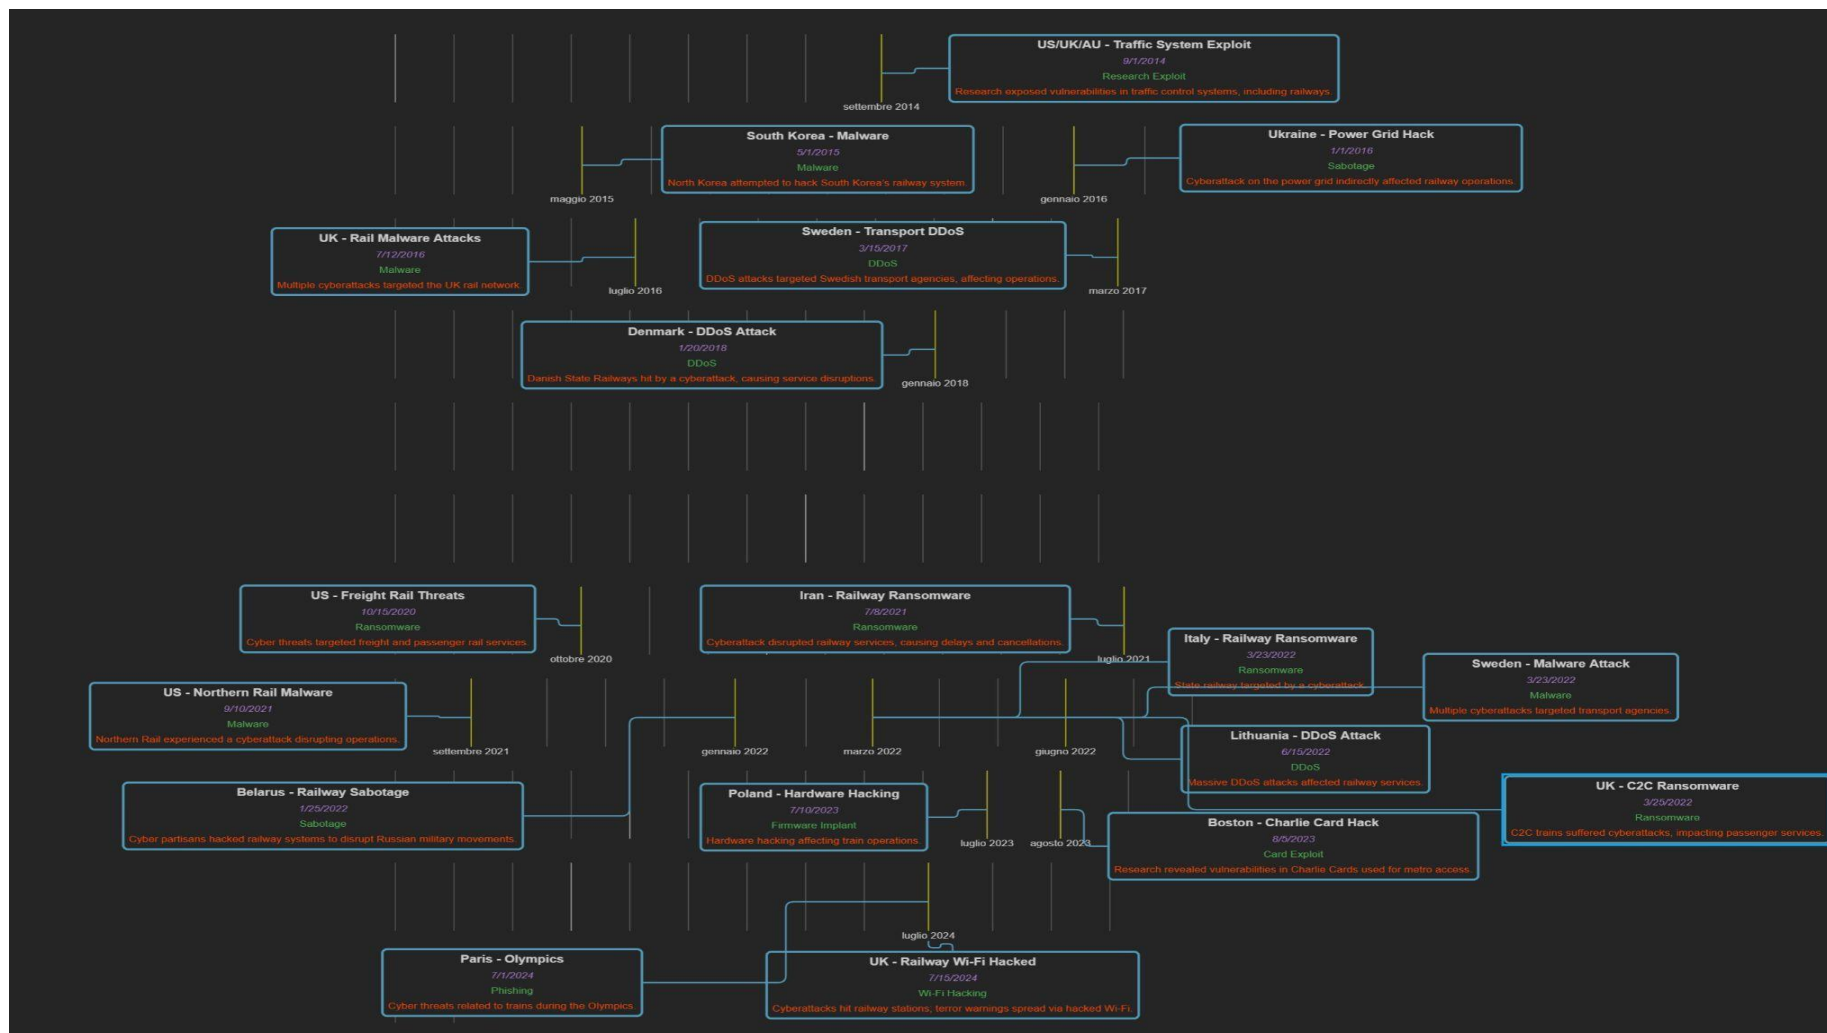 US/UK/AU - Traffic System Exploit
9/1/2014
Research Exploit
Research exposed vulnerabilities in traffic control systems, including railways.
settembre 2014
South Korea - Malware
5/1/2015
Malware
North Korea attempted to hack South Korea's railway system.
maggio 2015
Ukraine - Power Grid Hack
1/1/2016
Sabotage
Cyberattack on the power grid indirectly affected railway operations.
gennaio 2016
UK - Rail Malware Attacks
7/12/2016
Malware
Multiple cyberattacks targeted the UK rail network.
luglio 2016
Sweden - Transport DDoS
3/15/2017
DDoS
DDoS attacks targeted Swedish transport agencies, affecting operations.
marzo 2017
Denmark - DDoS Attack
1/20/2018
DDoS
Danish State Railways hit by a cyberattack, causing service disruptions.
gennaio 2018
US - Freight Rail Threats
10/15/2020
Ransomware
Cyber threats targeted freight and passenger rail services.
ottobre 2020
Iran - Railway Ransomware
7/8/2021
Ransomware
Cyberattack disrupted railway services, causing delays and cancellations.
luglio 2021
Italy - Railway Ransomware
3/23/2022
Ransomware
State railway targeted by a cyberattack.
Sweden - Malware Attack
3/23/2022
Malware
Multiple cyberattacks targeted transport agencies.
US - Northern Rail Malware
9/10/2021
Malware
Northern Rail experienced a cyberattack disrupting operations.
settembre 2021
gennaio 2022
marzo 2022
giugno 2022
Lithuania - DDoS Attack
6/15/2022
DDoS
Massive DDoS attacks affected railway services.
Belarus - Railway Sabotage
1/25/2022
Sabotage
Cyber partisans hacked railway systems to disrupt Russian military movements.
Poland - Hardware Hacking
7/10/2023
Firmware Implant
Hardware hacking affecting train operations.
luglio 2023
agosto 2023
Boston - Charlie Card Hack
8/5/2023
Card Exploit
Research revealed vulnerabilities in Charlie Cards used for metro access.
UK - C2C Ransomware
3/25/2022
Ransomware
C2C trains suffered cyberattacks, impacting passenger services.
luglio 2024
Paris - Olympics
7/1/2024
Phishing
Cyber threats related to trains during the Olympics.
UK - Railway Wi-Fi Hacked
7/15/2024
Wi-Fi Hacking
Cyberattacks hit railway stations; terror warnings spread via hacked Wi-Fi.